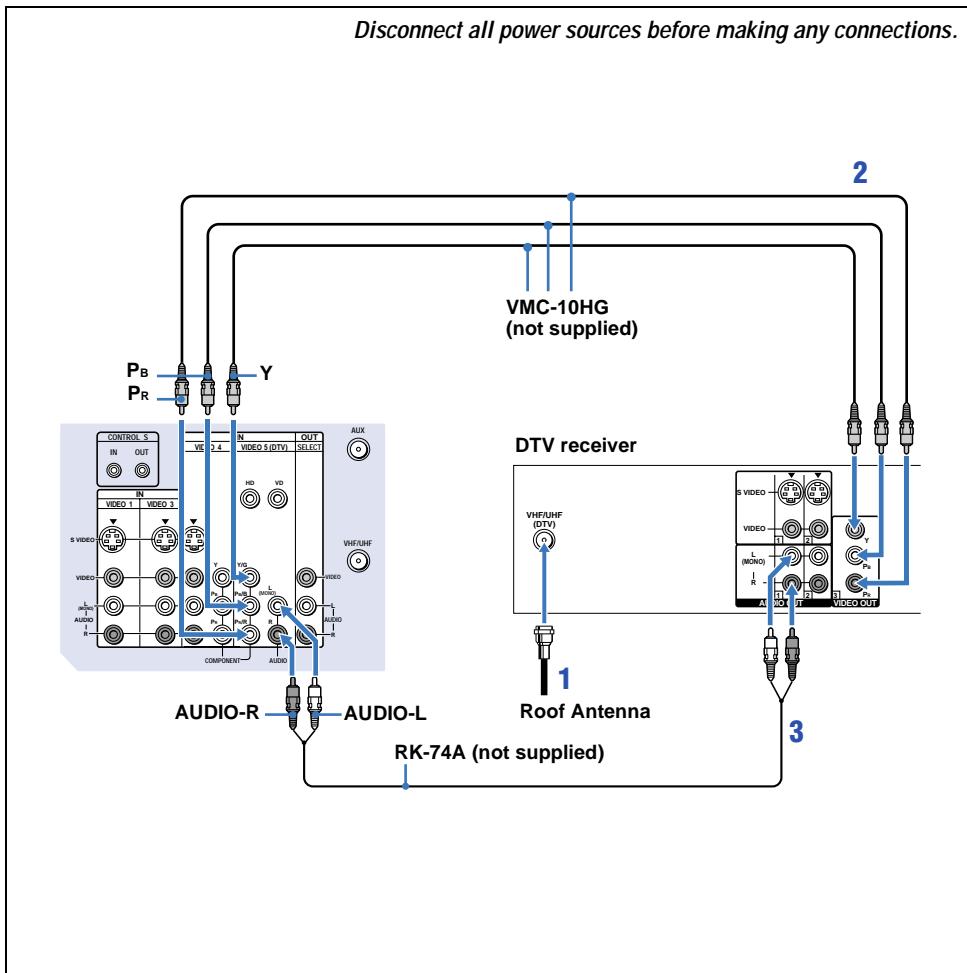 Disconnect all power sources before making any connections.
2
VMC-10HG
(not supplied)
PB
PR
Y
CONTROL S
IN OUT
IN
VIDEO 4 VIDEO 5 (DTV)
OUT
SELECT
AUX
HD VD
IN
VIDEO 1 VIDEO 3
S VIDEO
VHF/UHF
VIDEO
Y
Y/G
L
(MONO)
VIDEO
L
(MONO)
AUDIO
R
PB
PB/B
L
AUDIO
R
PR
PR/R
R
COMPONENT
AUDIO
DTV receiver
VHF/UHF
(DTV)
S VIDEO
VIDEO
1 2
Y
L
(MONO)
R
PB
1 2
3
PR
AUDIO OUT
VIDEO OUT
1
Roof Antenna
AUDIO-R
AUDIO-L
3
RK-74A (not supplied)